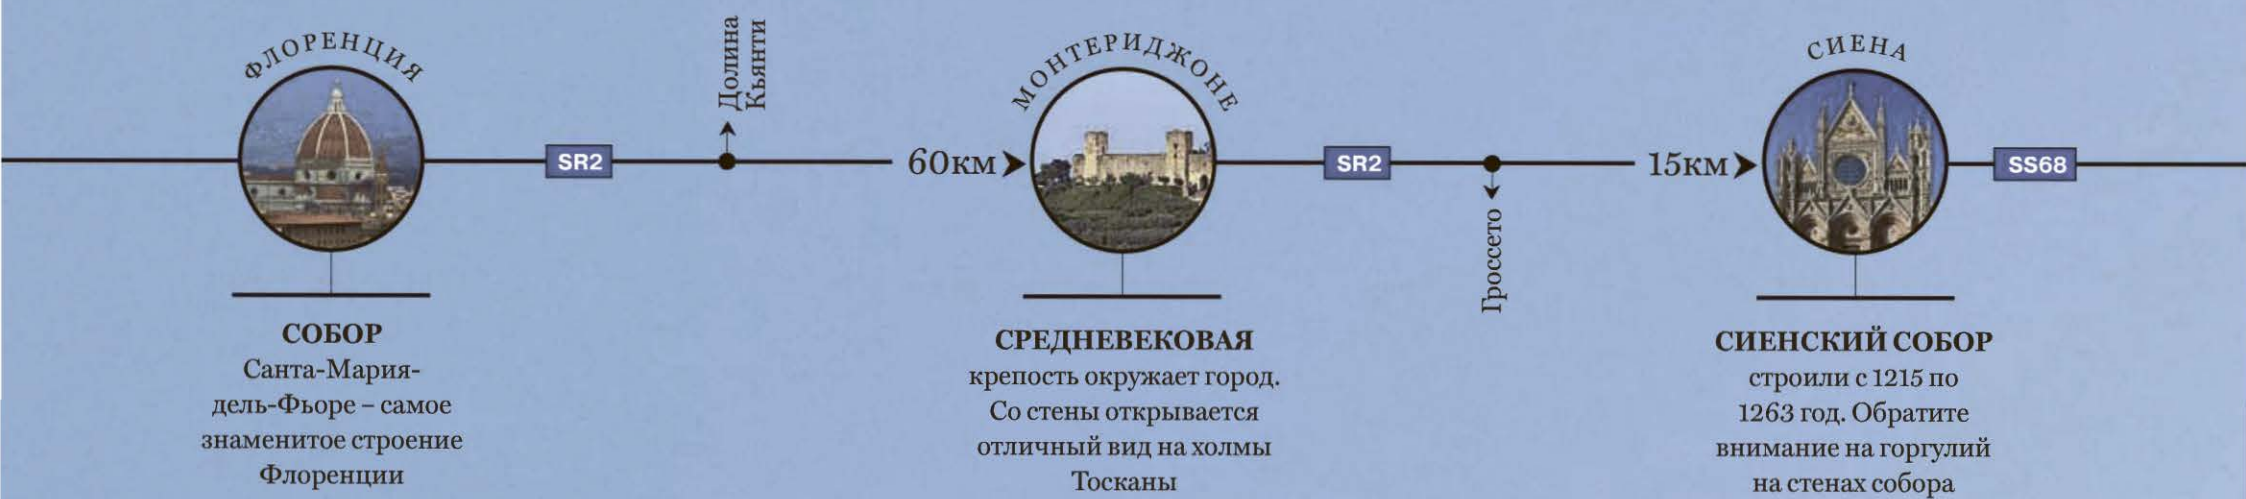 ФЛОРЕНЦИЯ
SR2
Долина
Кьянти
60км
МОНТЕРИДЖОНЕ
SR2
Гроссето
15км
СИЕНА
SS68
СОБОР
Санта-Мария-
дель-Фьоре – самое
знаменитое строение
Флоренции
СРЕДНЕВЕКОВАЯ
крепость окружает город.
Со стены открывается
отличный вид на холмы
Тосканы
СИЕНСКИЙ СОБОР
строили с 1215 по
1263 год. Обратите
внимание на горгулий
на стенах собора